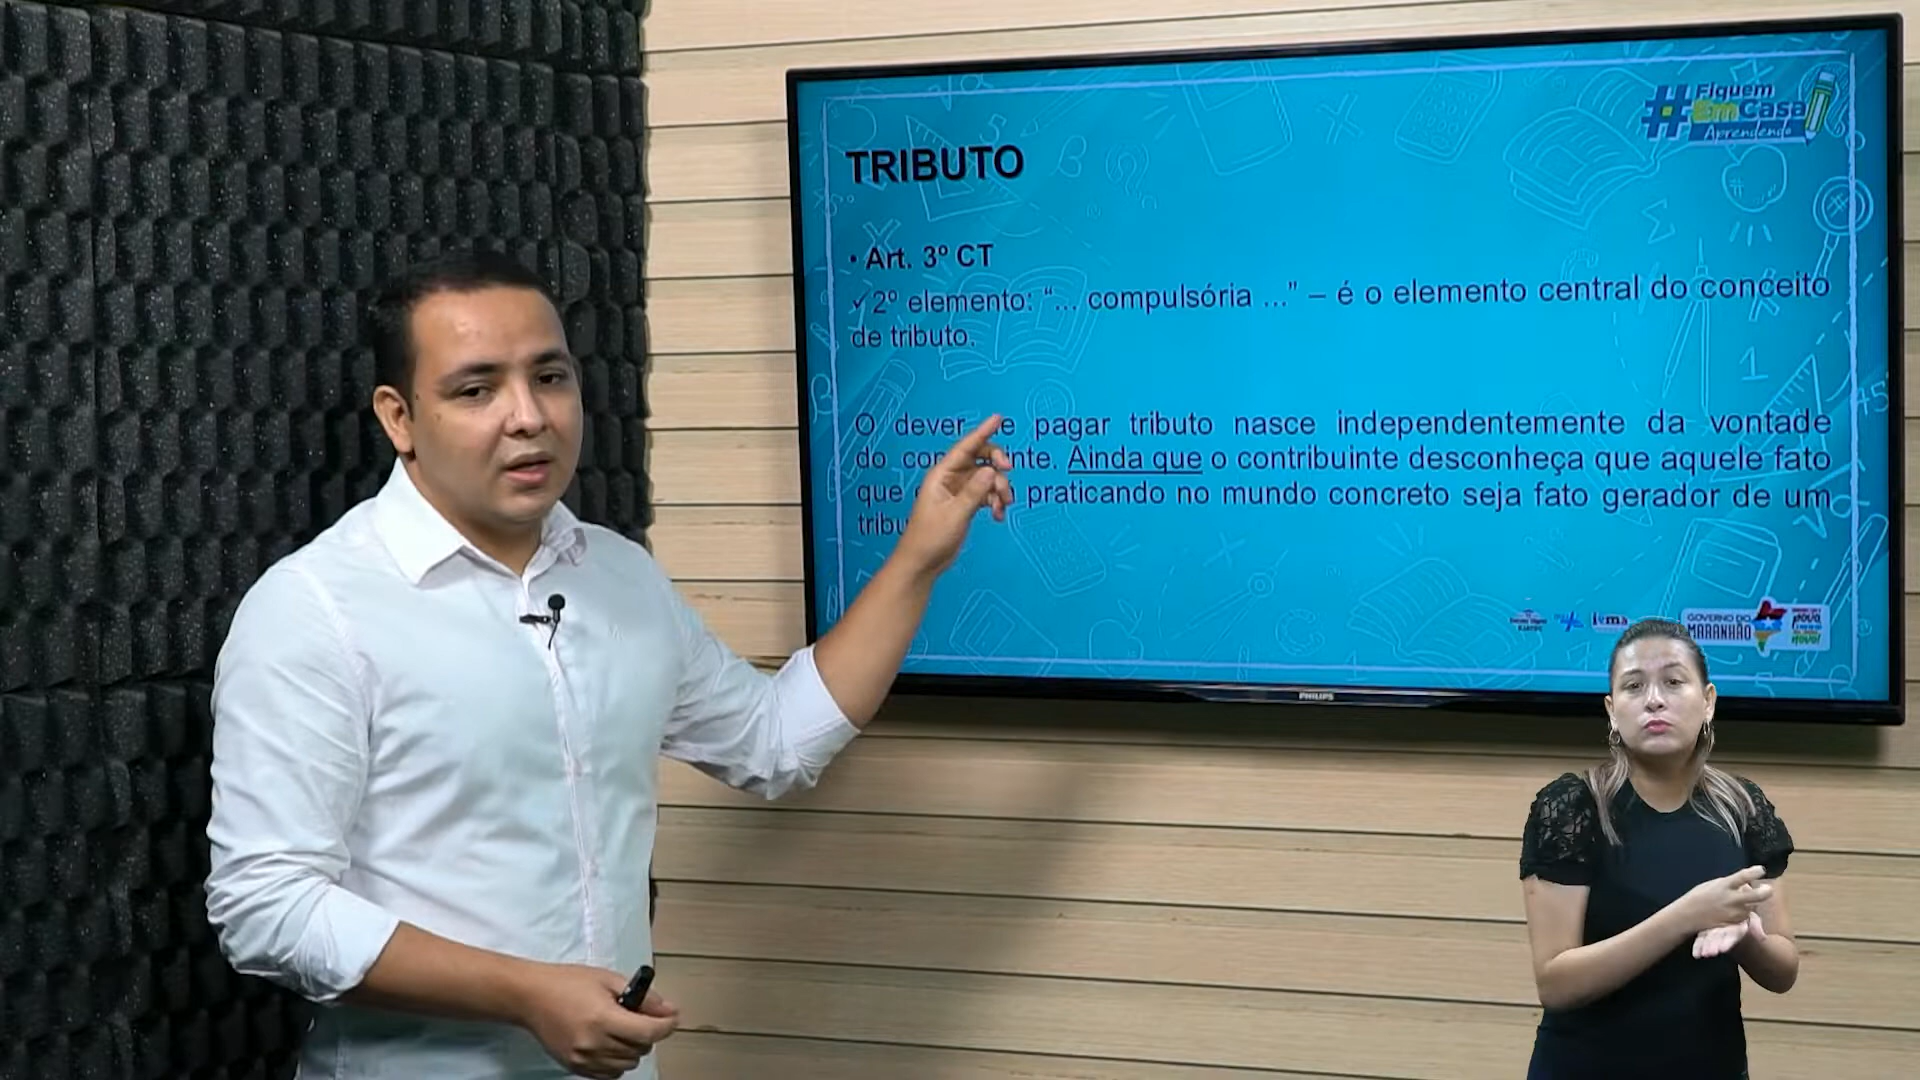 #Fiquem
EmCasa
Aprendendo
TRIBUTO
• Art. 3º CT
✓2º elemento: “... compulsória ...” – é o elemento central do conceito
de tributo.
O dever pagar tributo nasce independentemente da vontade
do Ainda que o contribuinte desconheça que aquele fato
que praticando no mundo concreto seja fato gerador de um
iema
GOVERNO DO
MARANHÃO
PHILIPS